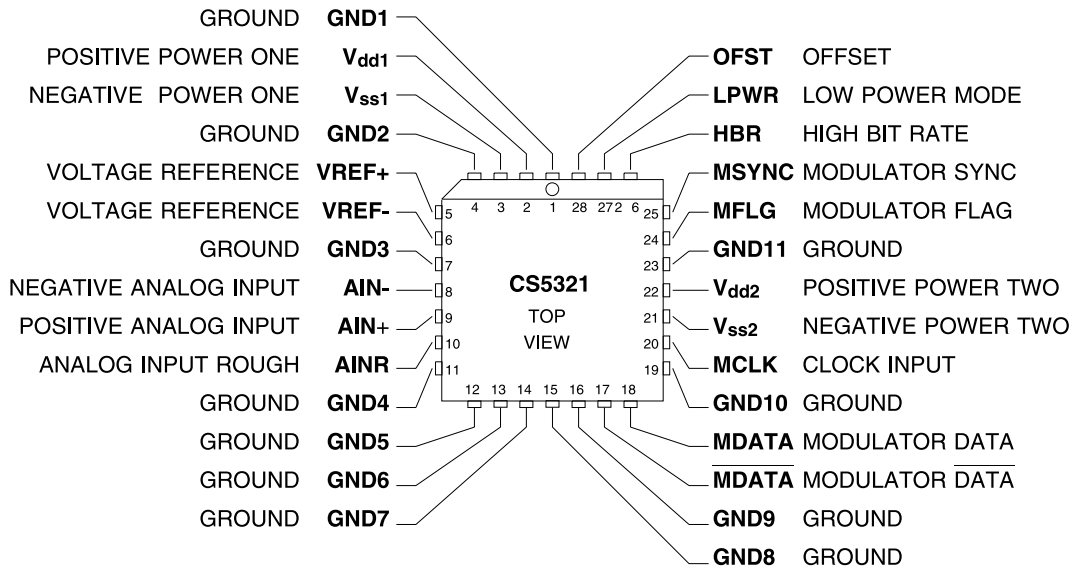 GROUND GND1
POSITIVE POWER ONE Vdd1
NEGATIVE POWER ONE Vss1
GROUND GND2
VOLTAGE REFERENCE VREF+
VOLTAGE REFERENCE VREF-
GROUND GND3
NEGATIVE ANALOG INPUT AIN-
POSITIVE ANALOG INPUT AIN+
ANALOG INPUT ROUGH AINR
GROUND GND4
GROUND GND5
GROUND GND6
GROUND GND7
4 3 2 1 28 27 2 6
5
6
7
8
9
10
11
CS5321
TOP
VIEW
25
24
23
22
21
20
19
12 13 14 15 16 17 18
OFST OFFSET
LPWR LOW POWER MODE
HBR HIGH BIT RATE
MSYNC MODULATOR SYNC
MFLG MODULATOR FLAG
GND11 GROUND
Vdd2 POSITIVE POWER TWO
Vss2 NEGATIVE POWER TWO
MCLK CLOCK INPUT
GND10 GROUND
MDATA MODULATOR DATA
M̅D̅A̅T̅A̅ MODULATOR D̅A̅T̅A̅
GND9 GROUND
GND8 GROUND